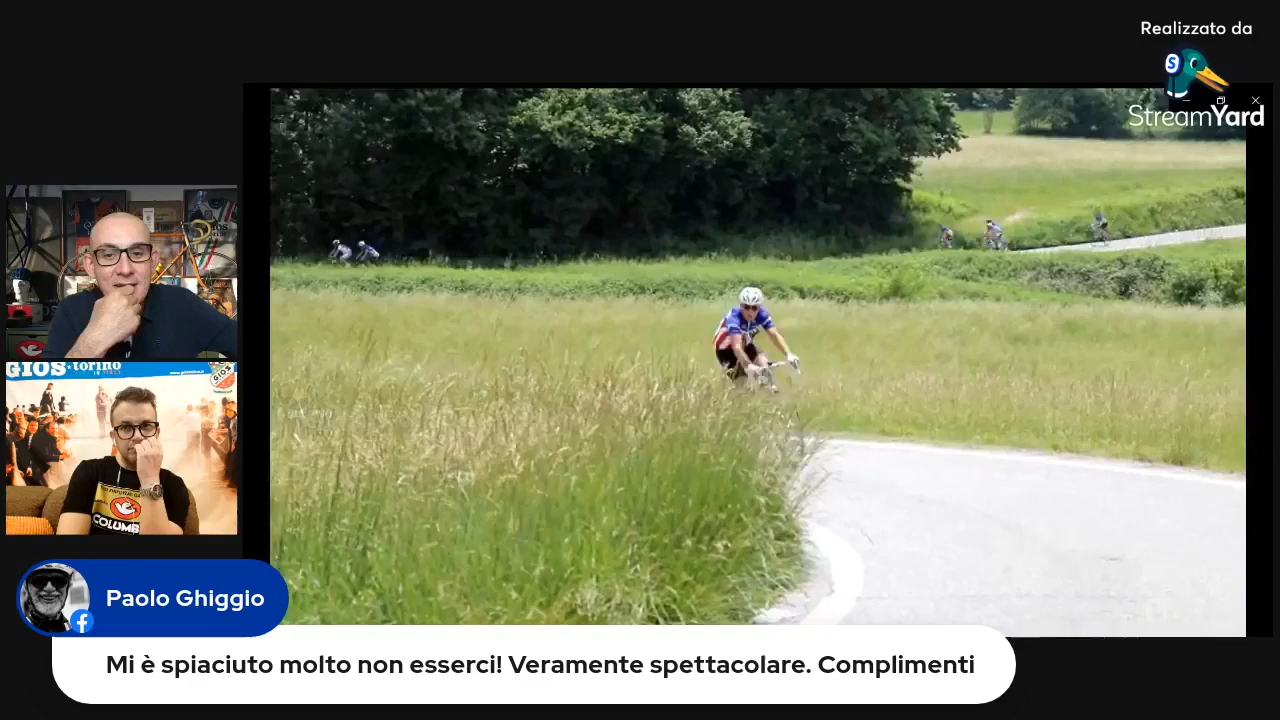 Realizzato da
StreamYard
GIOS·torino
COLUMB
Paolo Ghiggio
Mi è spiaciuto molto non esserci! Veramente spettacolare. Complimenti